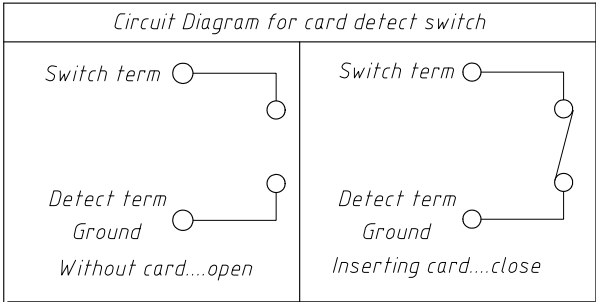 Circuit Diagram for card detect switch
Switch term
Detect term
Ground
Without card....open
Switch term
Detect term
Ground
Inserting card....close